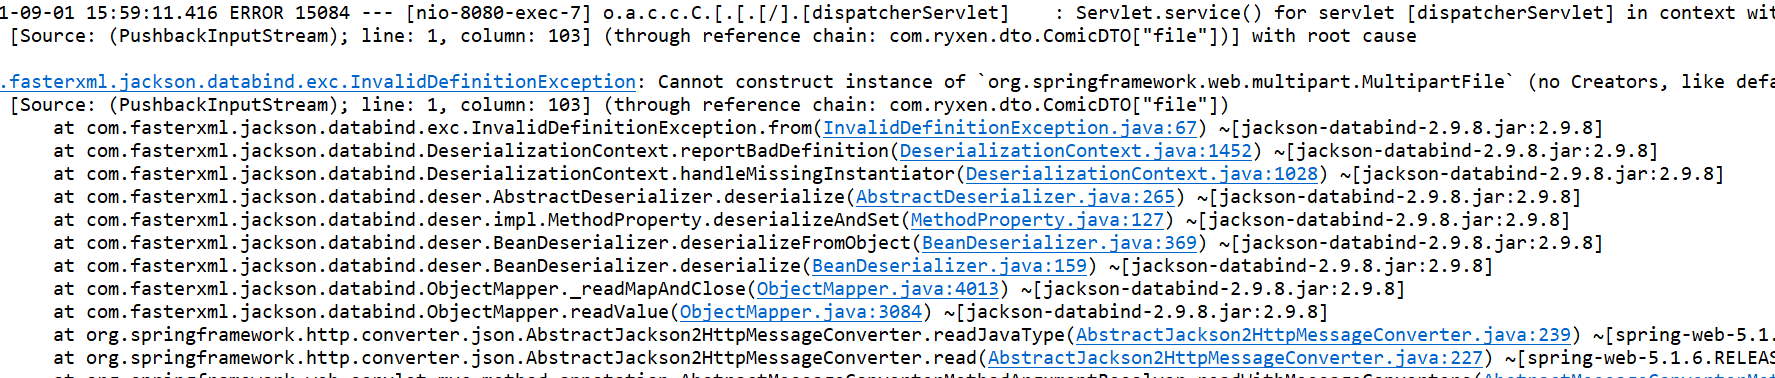 1-09-01 15:59:11.416 ERROR 15084 --- [nio-8080-exec-7] o.a.c.c.C.[.[.[/].[dispatcherServlet]    : Servlet.service() for servlet [dispatcherServlet] in context wit
[Source: (PushbackInputStream); line: 1, column: 103] (through reference chain: com.ryxen.dto.ComicDTO["file"])] with root cause
.fasterxml.jackson.databind.exc.InvalidDefinitionException: Cannot construct instance of `org.springframework.web.multipart.MultipartFile` (no Creators, like defa
[Source: (PushbackInputStream); line: 1, column: 103] (through reference chain: com.ryxen.dto.ComicDTO["file"])
at com.fasterxml.jackson.databind.exc.InvalidDefinitionException.from(InvalidDefinitionException.java:67) ~[jackson-databind-2.9.8.jar:2.9.8]
at com.fasterxml.jackson.databind.DeserializationContext.reportBadDefinition(DeserializationContext.java:1452) ~[jackson-databind-2.9.8.jar:2.9.8]
at com.fasterxml.jackson.databind.DeserializationContext.handleMissingInstantiator(DeserializationContext.java:1028) ~[jackson-databind-2.9.8.jar:2.9.8]
at com.fasterxml.jackson.databind.deser.AbstractDeserializer.deserialize(AbstractDeserializer.java:265) ~[jackson-databind-2.9.8.jar:2.9.8]
at com.fasterxml.jackson.databind.deser.impl.MethodProperty.deserializeAndSet(MethodProperty.java:127) ~[jackson-databind-2.9.8.jar:2.9.8]
at com.fasterxml.jackson.databind.deser.BeanDeserializer.deserializeFromObject(BeanDeserializer.java:369) ~[jackson-databind-2.9.8.jar:2.9.8]
at com.fasterxml.jackson.databind.deser.BeanDeserializer.deserialize(BeanDeserializer.java:159) ~[jackson-databind-2.9.8.jar:2.9.8]
at com.fasterxml.jackson.databind.ObjectMapper._readMapAndClose(ObjectMapper.java:4013) ~[jackson-databind-2.9.8.jar:2.9.8]
at com.fasterxml.jackson.databind.ObjectMapper.readValue(ObjectMapper.java:3084) ~[jackson-databind-2.9.8.jar:2.9.8]
at org.springframework.http.converter.json.AbstractJackson2HttpMessageConverter.readJavaType(AbstractJackson2HttpMessageConverter.java:239) ~[spring-web-5.1.
at org.springframework.http.converter.json.AbstractJackson2HttpMessageConverter.read(AbstractJackson2HttpMessageConverter.java:227) ~[spring-web-5.1.6.RELEAS